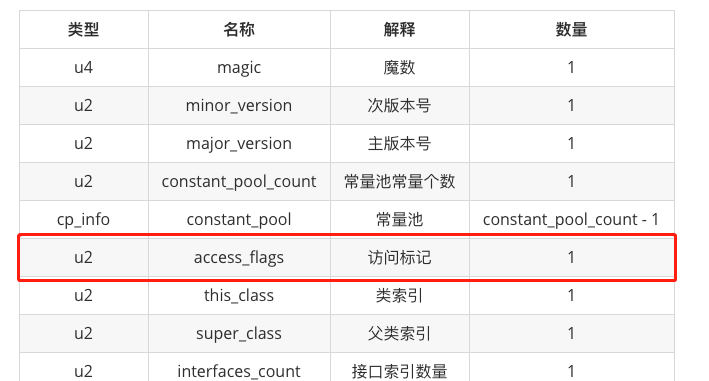 类型 名称 解释 数量
u4 magic 魔数 1
u2 minor_version 次版本号 1
u2 major_version 主版本号 1
u2 constant_pool_count 常量池常量个数 1
cp_info constant_pool 常量池 constant_pool_count - 1
u2 access_flags 访问标记 1
u2 this_class 类索引 1
u2 super_class 父类索引 1
u2 interfaces_count 接口索引数量 1